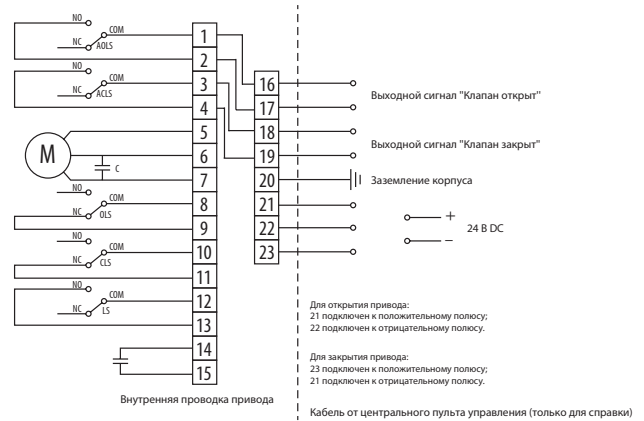 NO
COM
NC
AOLS
NO
COM
NC
ACLS
M
C
NO
COM
NC
OLS
NO
COM
NC
CLS
NO
COM
NC
LS
1
2
3
4
5
6
7
8
9
10
11
12
13
14
15
16
17
18
19
20
21
22
23
Выходной сигнал "Клапан открыт"
Выходной сигнал "Клапан закрыт"
Заземление корпуса
+
24 В DC
–
Для открытия привода:
21 подключен к положительному полюсу;
22 подключен к отрицательному полюсу.
Для закрытия привода:
23 подключен к положительному полюсу;
21 подключен к отрицательному полюсу.
Внутренняя проводка привода
Кабель от центрального пульта управления (только для справки)